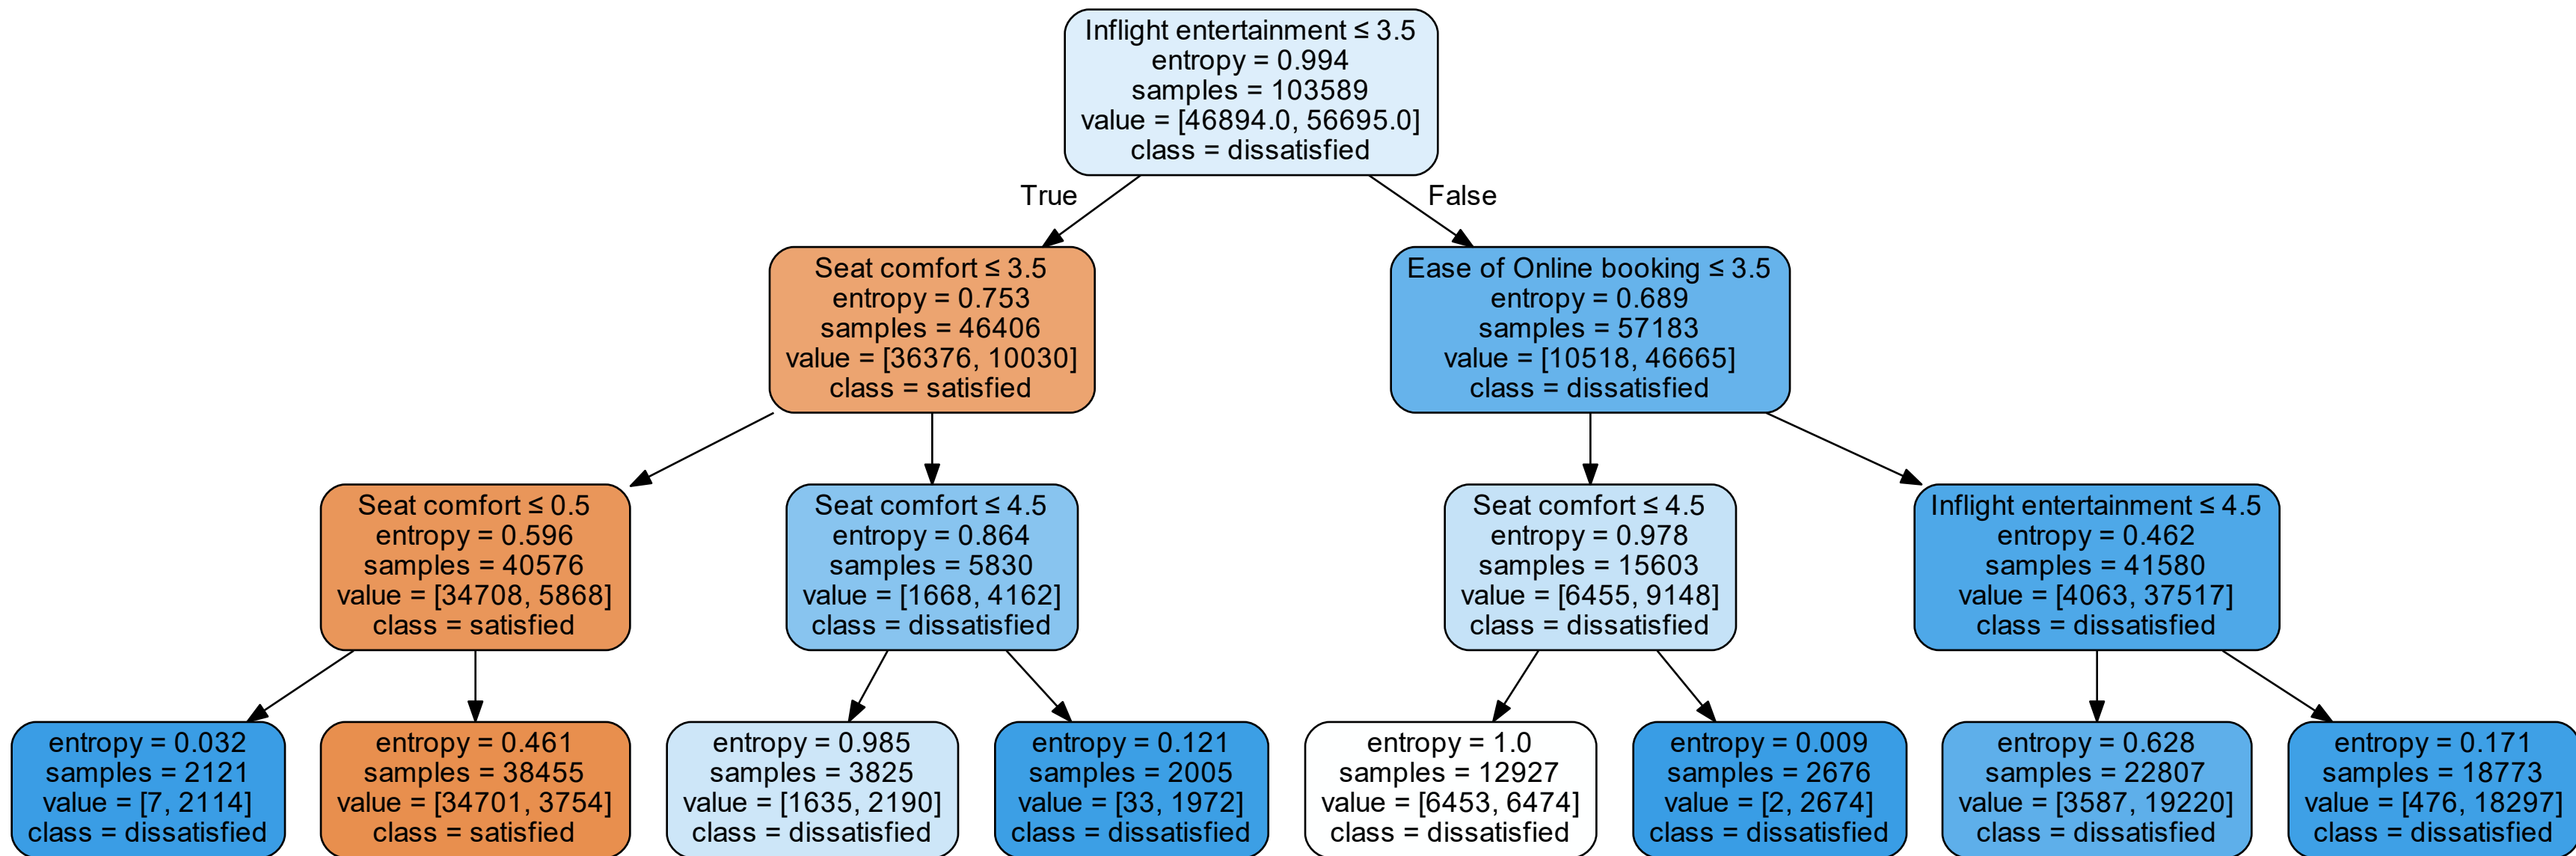 Inflight entertainment ≤ 3.5
entropy = 0.994
samples = 103589
value = [46894.0, 56695.0]
class = dissatisfied
True
False
Seat comfort ≤ 3.5
entropy = 0.753
samples = 46406
value = [36376, 10030]
class = satisfied
Ease of Online booking ≤ 3.5
entropy = 0.689
samples = 57183
value = [10518, 46665]
class = dissatisfied
Seat comfort ≤ 0.5
entropy = 0.596
samples = 40576
value = [34708, 5868]
class = satisfied
Seat comfort ≤ 4.5
entropy = 0.864
samples = 5830
value = [1668, 4162]
class = dissatisfied
Seat comfort ≤ 4.5
entropy = 0.978
samples = 15603
value = [6455, 9148]
class = dissatisfied
Inflight entertainment ≤ 4.5
entropy = 0.462
samples = 41580
value = [4063, 37517]
class = dissatisfied
entropy = 0.032
samples = 2121
value = [7, 2114]
class = dissatisfied
entropy = 0.461
samples = 38455
value = [34701, 3754]
class = satisfied
entropy = 0.985
samples = 3825
value = [1635, 2190]
class = dissatisfied
entropy = 0.121
samples = 2005
value = [33, 1972]
class = dissatisfied
entropy = 1.0
samples = 12927
value = [6453, 6474]
class = dissatisfied
entropy = 0.009
samples = 2676
value = [2, 2674]
class = dissatisfied
entropy = 0.628
samples = 22807
value = [3587, 19220]
class = dissatisfied
entropy = 0.171
samples = 18773
value = [476, 18297]
class = dissatisfied